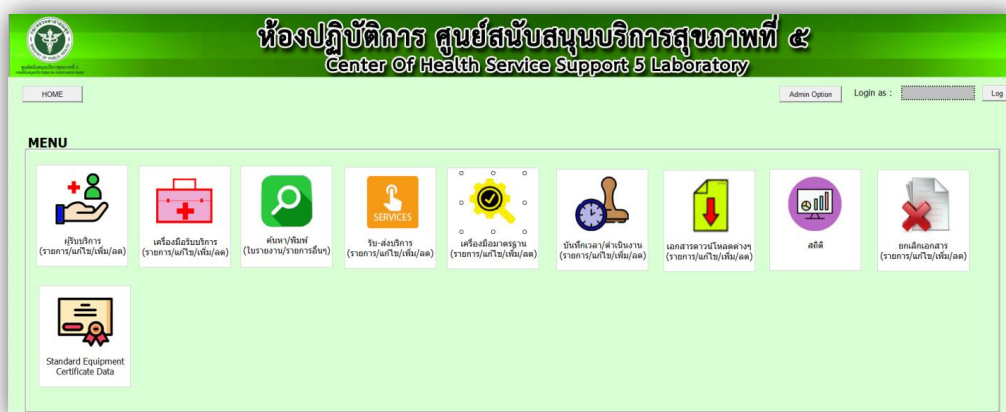 ห้องปฏิบัติการ ศูนย์สนับสนุนบริการสุขภาพที่ ๕
Center Of Health Service Support 5 Laboratory
HOME
Admin Option
Login as :
Log
MENU
ผู้รับบริการ
(รายการ/แก้ไข/เพิ่ม/ลด)
เครื่องมือรับบริการ
(รายการ/แก้ไข/เพิ่ม/ลด)
ค้นหา/พิมพ์
(ใบรายงาน/รายการอื่นๆ)
SERVICES
รับ-ส่งบริการ
(รายการ/แก้ไข/เพิ่ม/ลด)
เครื่องมือมาตรฐาน
(รายการ/แก้ไข/เพิ่ม/ลด)
บันทึกเวลา/ดำเนินงาน
(รายการ/แก้ไข/เพิ่ม/ลด)
เอกสารดาวน์โหลดต่างๆ
(รายการ/แก้ไข/เพิ่ม/ลด)
สถิติ
ยกเลิกเอกสาร
(รายการ/แก้ไข/เพิ่ม/ลด)
Standard Equipment
Certificate Data